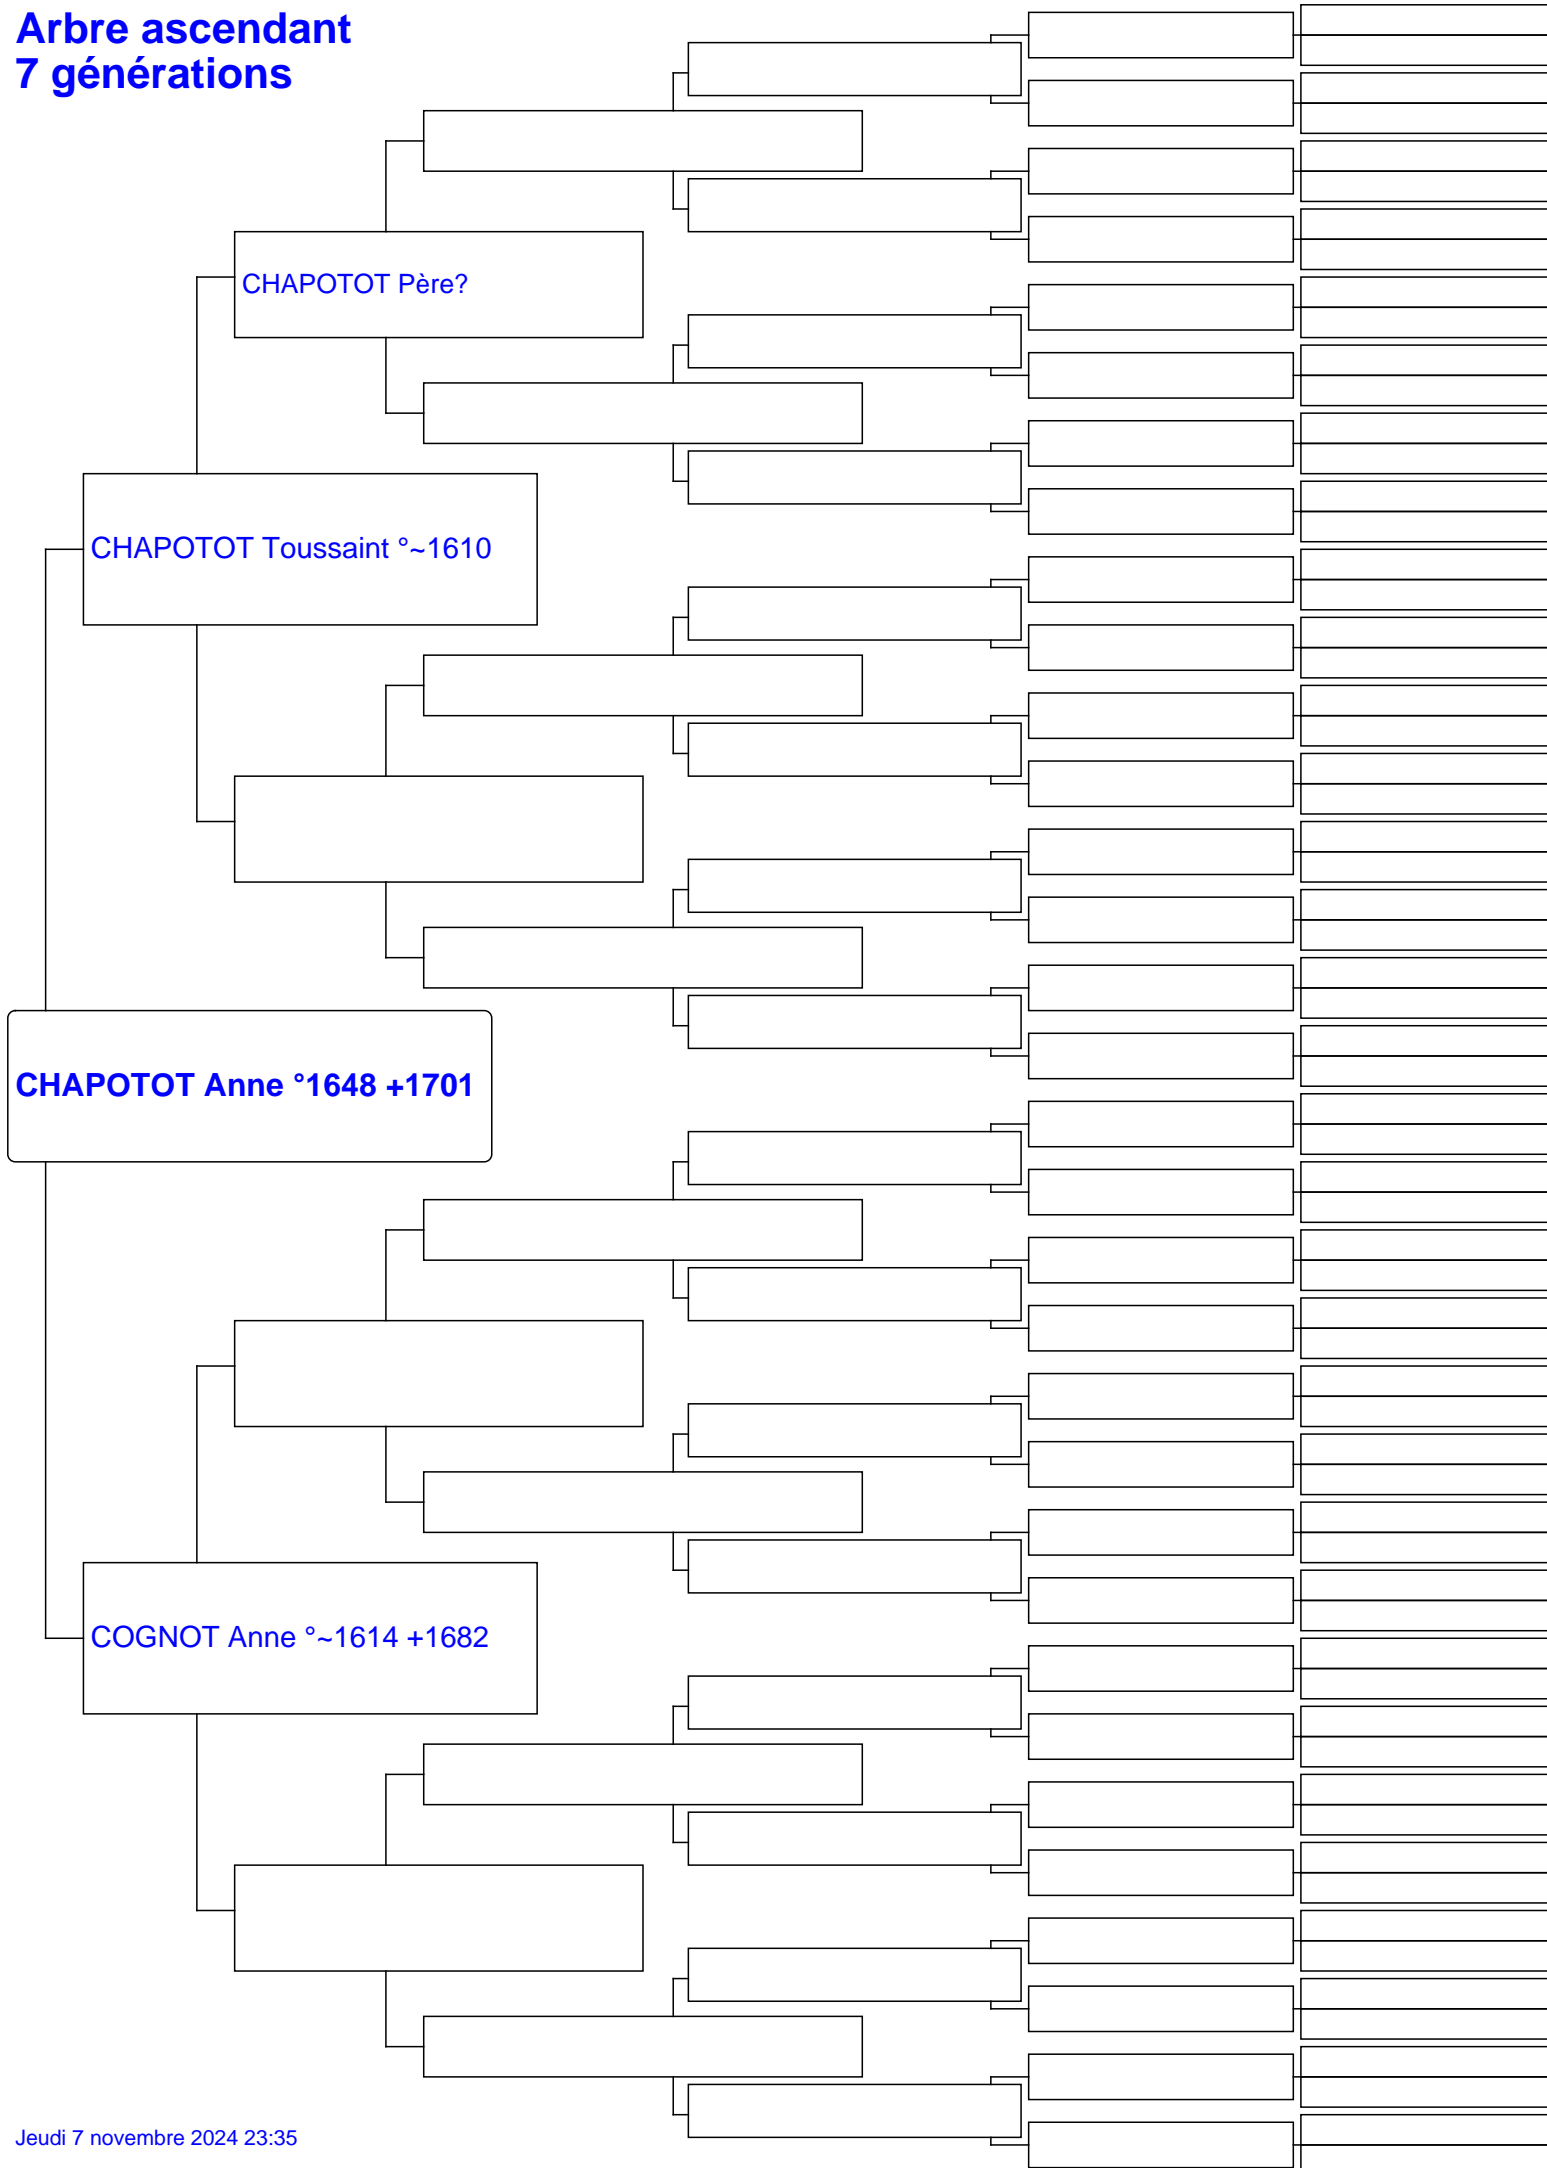 Arbre ascendant
7 générations
CHAPOTOT Père?
CHAPOTOT Toussaint °~1610
CHAPOTOT Anne °1648 +1701
COGNOT Anne °~1614 +1682
Jeudi 7 novembre 2024 23:35